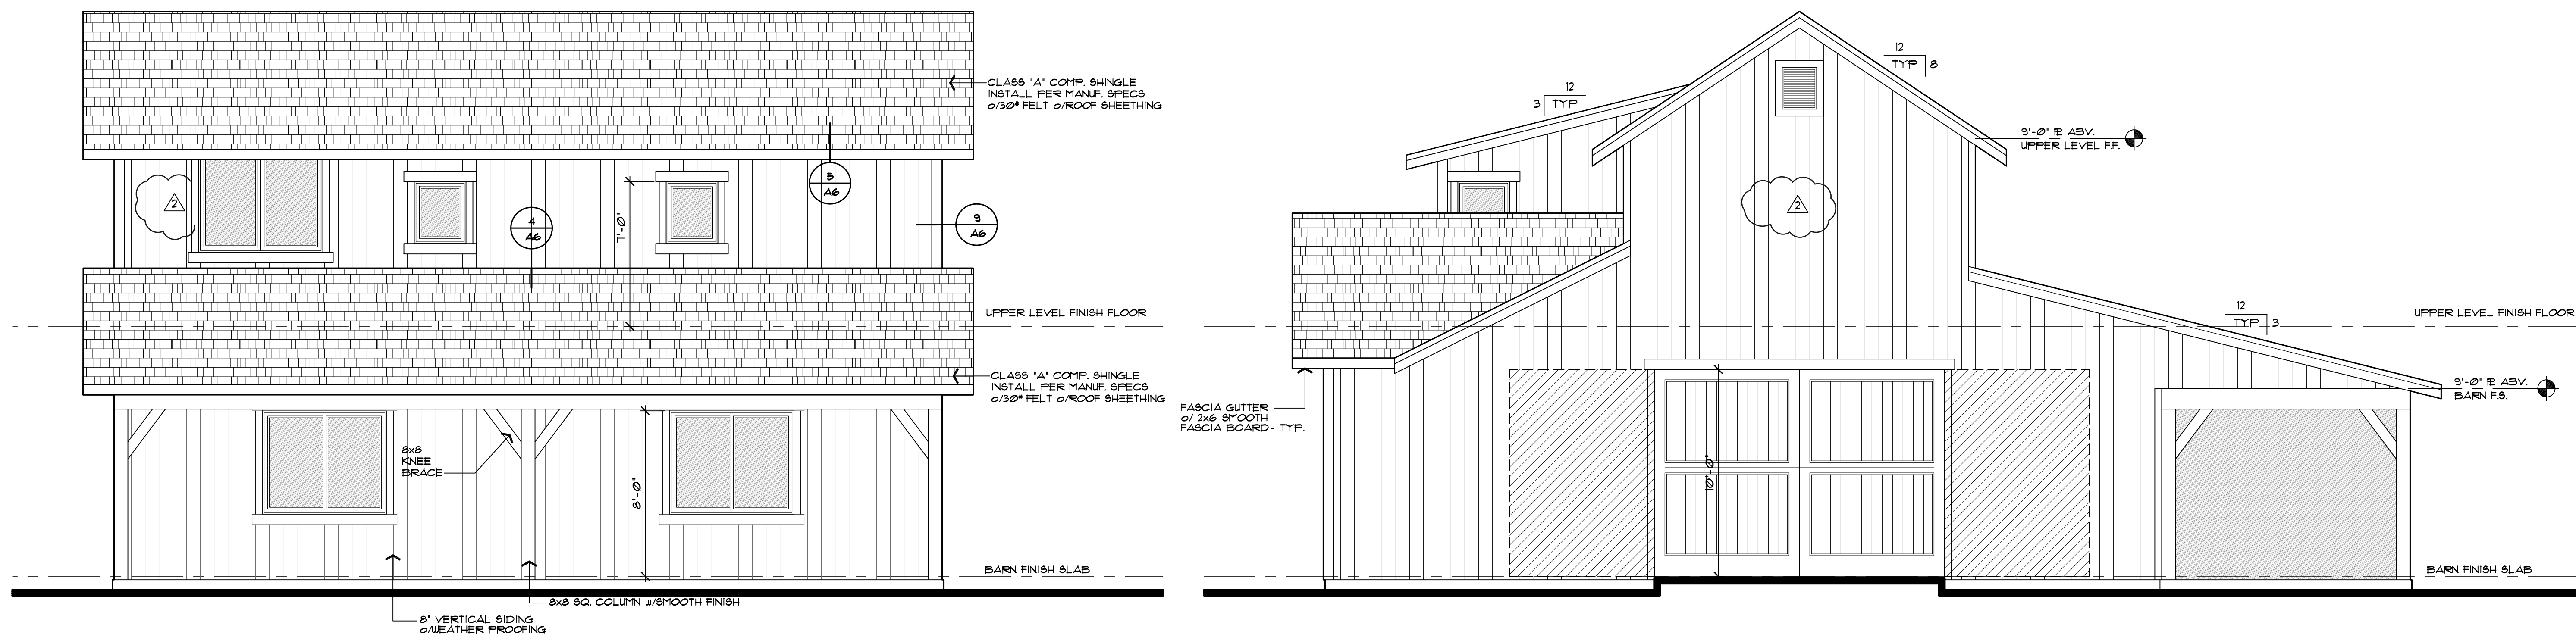 CLASS "A" COMP. SHINGLE
INSTALL PER MANUF. SPECS
o/30# FELT o/ROOF SHEETHING
2
5
A6
4
A6
7'-0"
9
A6
UPPER LEVEL FINISH FLOOR
CLASS "A" COMP. SHINGLE
INSTALL PER MANUF. SPECS
o/30# FELT o/ROOF SHEETHING
8x8
KNEE
BRACE
8'-0"
BARN FINISH SLAB
8x8 SQ. COLUMN w/SMOOTH FINISH
8" VERTICAL SIDING
o/WEATHER PROOFING
12
TYP
8
12
3
TYP
9'-0" PL ABV.
UPPER LEVEL F.F.
2
12
TYP
3
UPPER LEVEL FINISH FLOOR
9'-0" PL ABV.
BARN F.S.
FASCIA GUTTER
o/ 2x6 SMOOTH
FASCIA BOARD- TYP.
10'-0"
BARN FINISH SLAB